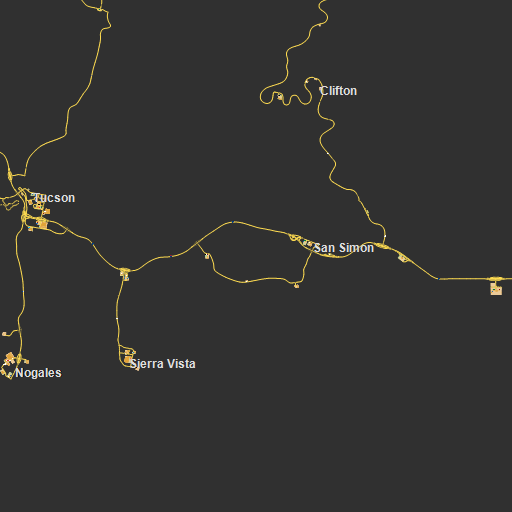 Clifton
Tucson
San Simon
Sierra Vista
Nogales